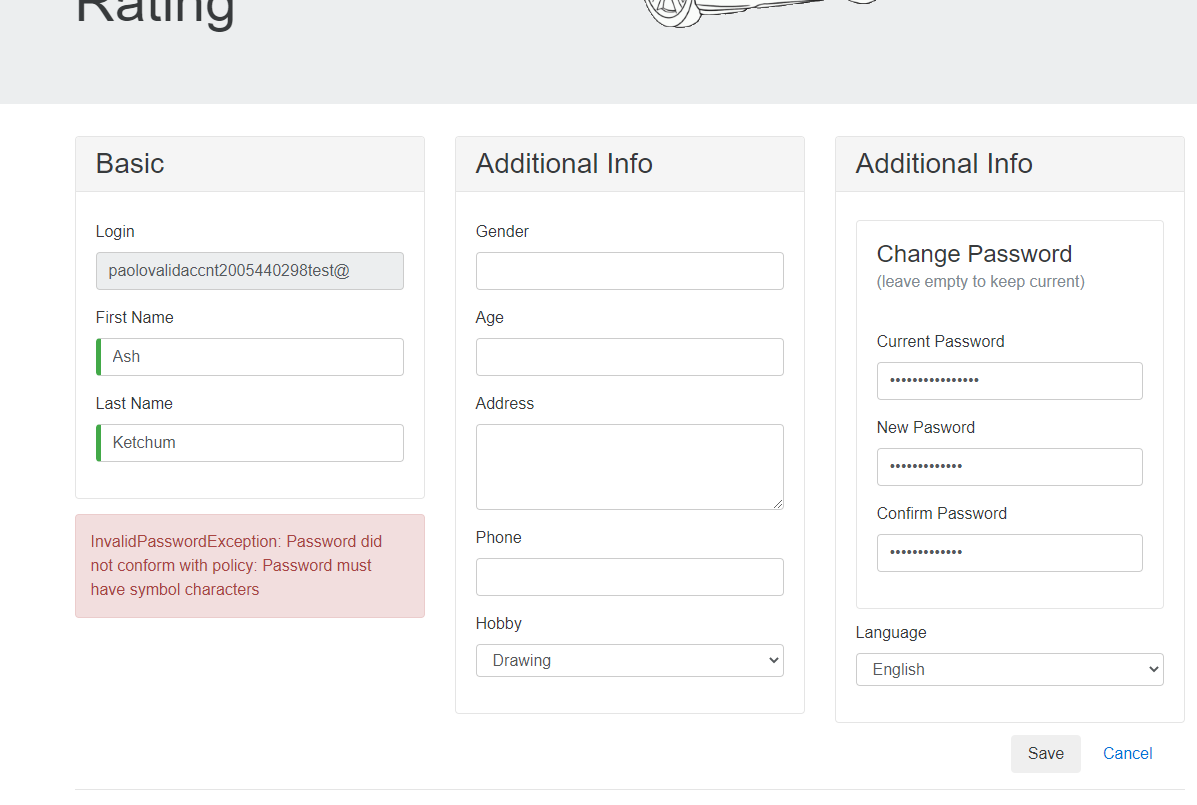 Rating
Basic
Login
paolovalidaccnt2005440298test@
First Name
Ash
Last Name
Ketchum
InvalidPasswordException: Password did
not conform with policy: Password must
have symbol characters
Additional Info
Gender
Age
Address
Phone
Hobby
Drawing
Additional Info
Change Password
(leave empty to keep current)
Current Password
••••••••••••••••
New Pasword
•••••••••••••
Confirm Password
•••••••••••••
Language
English
Save
Cancel